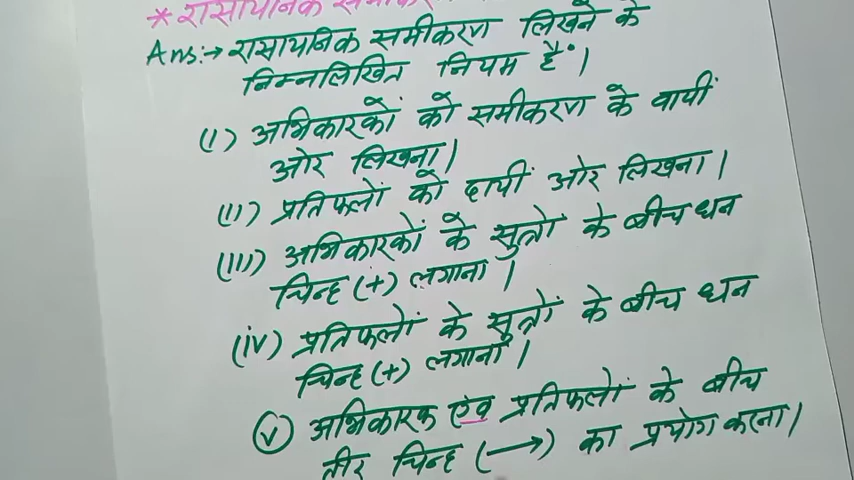 * रासायनिक समीकरण
Ans:→ रासायनिक समीकरण लिखने के
निम्नलिखित नियम है।
(i) अभिकारकों को समीकरण के वायीं
ओर लिखना।
(ii) प्रतिफलों को दायीं ओर लिखना।
(iii) अभिकारकों के सुत्रो के बीच धन
चिन्ह (+) लगाना।
(iv) प्रतिफलों के सुत्रों के बीच धन
चिन्ह (+) लगाना।
(v) अभिकारक एंव प्रतिफलों के बीच
तीर चिन्ह (⟶) का प्रयोग करना।